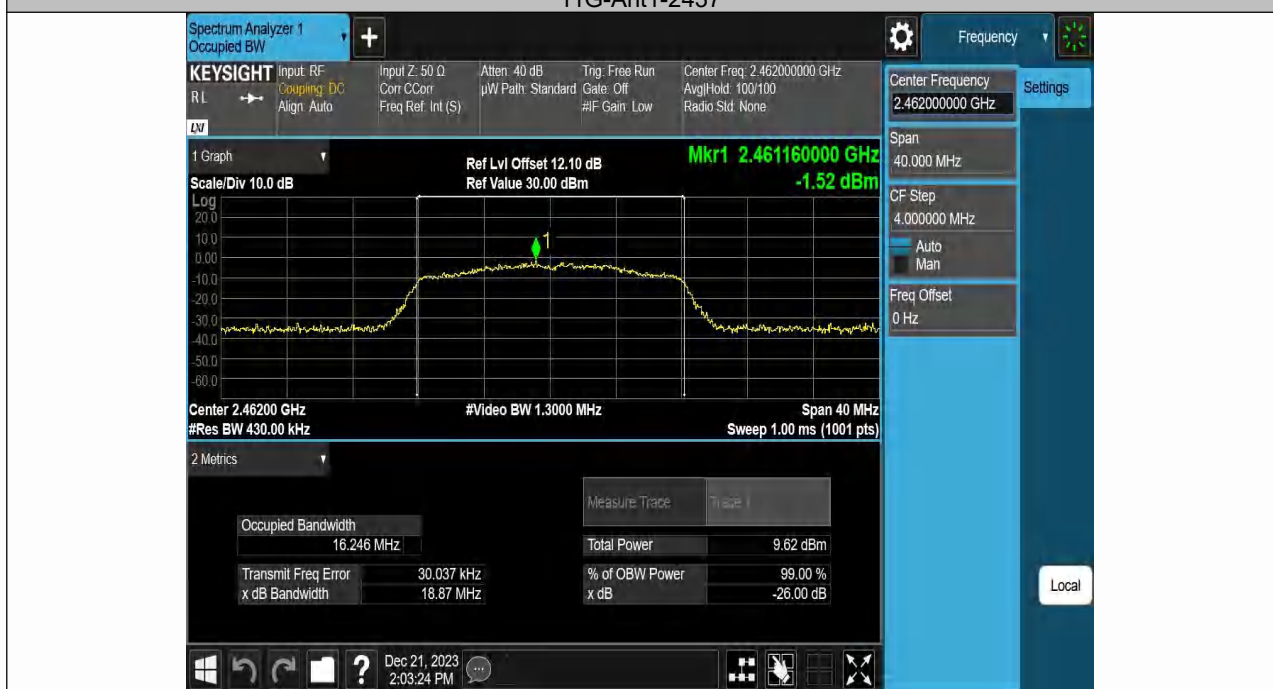 11G-Ant1-2437
Spectrum Analyzer 1
Occupied BW
+
Frequency
KEYSIGHT
RL
LXI
Input: RF
Coupling: DC
Align: Auto
Input Z: 50 Ω
Corr CCorr
Freq Ref: Int (S)
Atten: 40 dB
µW Path: Standard
Trig: Free Run
Gate: Off
#IF Gain: Low
Center Freq: 2.462000000 GHz
Avg|Hold: 100/100
Radio Std: None
Center Frequency
2.462000000 GHz
Settings
Span
40.000 MHz
CF Step
4.000000 MHz
Auto
Man
Freq Offset
0 Hz
Local
1 Graph
Scale/Div 10.0 dB
Ref Lvl Offset 12.10 dB
Ref Value 30.00 dBm
Mkr1 2.461160000 GHz
-1.52 dBm
Log
20.0
10.0
0.00
-10.0
-20.0
-30.0
-40.0
-50.0
-60.0
1
Center 2.46200 GHz
#Res BW 430.00 kHz
#Video BW 1.3000 MHz
Span 40 MHz
Sweep 1.00 ms (1001 pts)
2 Metrics
Measure Trace
Trace 1
Occupied Bandwidth
16.246 MHz
Total Power
9.62 dBm
Transmit Freq Error
30.037 kHz
% of OBW Power
99.00 %
x dB Bandwidth
18.87 MHz
x dB
-26.00 dB
?
Dec 21, 2023
2:03:24 PM